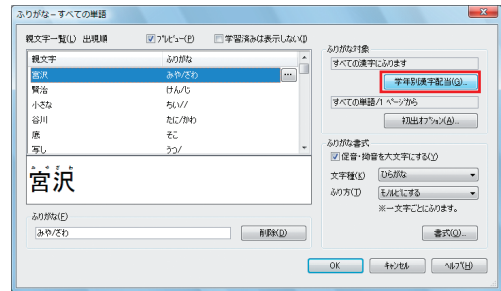 ふりがな－すべての単語
親文字一覧(L) 出現順
プレビュー(P)
学習済みは表示しない(X)
親文字 ふりがな
宮沢 みや/ざわ
賢治 けん/じ
小さな ちい//
谷川 たに/がわ
底 そこ
写し うつ/
みやざわ
宮沢
ふりがな(F)
みや/ざわ
削除(D)
ふりがな対象
すべての漢字にふります
学年別漢字配当(G)...
すべての単語/1 ページから
初出オプション(A)...
ふりがな書式
促音・拗音を大文字にする(Y)
文字種(K) ひらがな
ふり方(T) モノルビにする
※一文字ごとにふります。
書式(O)...
OK
キャンセル
ヘルプ(H)